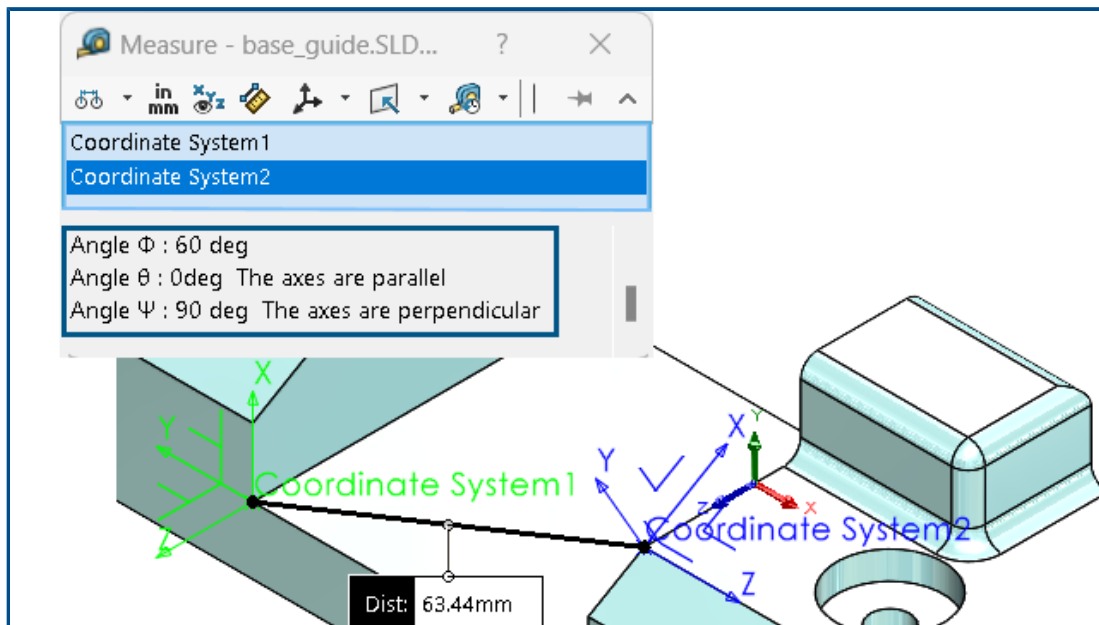 Measure - base_guide.SLD... ?
in
mm
XYZ
Coordinate System1
Coordinate System2
Angle Φ : 60 deg
Angle θ : 0deg The axes are parallel
Angle Ψ : 90 deg The axes are perpendicular
X
Y
Coordinate System1
Z
X
Y
Y
Z
X
Coordinate System2
Z
Dist: 63.44mm